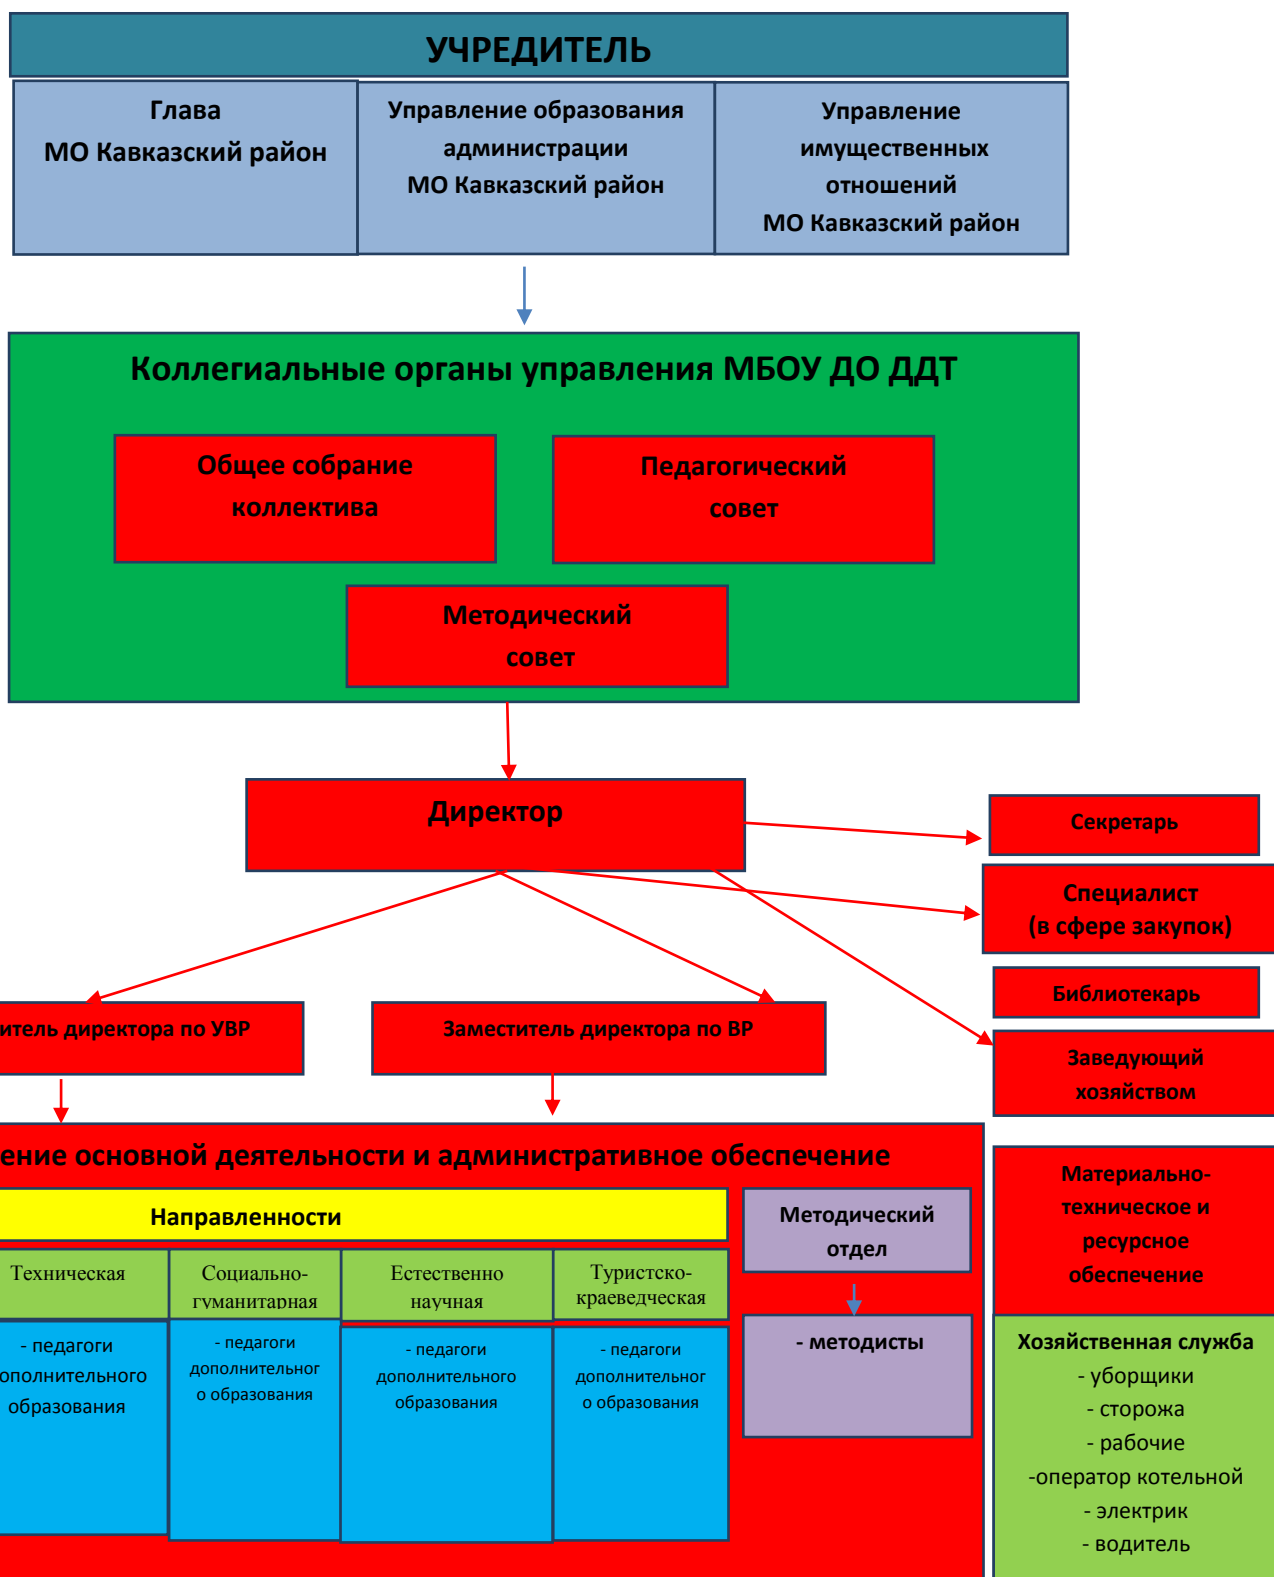 УЧРЕДИТЕЛЬ
Глава
МО Кавказский район
Управление образования
администрации
МО Кавказский район
Управление
имущественных
отношений
МО Кавказский район
Коллегиальные органы управления МБОУ ДО ДДТ
Общее собрание
коллектива
Педагогический
совет
Методический
совет
Директор
Секретарь
Специалист
(в сфере закупок)
Библиотекарь
Заведующий
хозяйством
итель директора по УВР
Заместитель директора по ВР
ение основной деятельности и административное обеспечение
Направленности
Техническая
Социально-
гуманитарная
Естественно
научная
Туристско-
краеведческая
- педагоги
ополнительного
образования
- педагоги
дополнительног
о образования
- педагоги
дополнительного
образования
- педагоги
дополнительног
о образования
Методический
отдел
- методисты
Материально-
техническое и
ресурсное
обеспечение
Хозяйственная служба
- уборщики
- сторожа
- рабочие
-оператор котельной
- электрик
- водитель